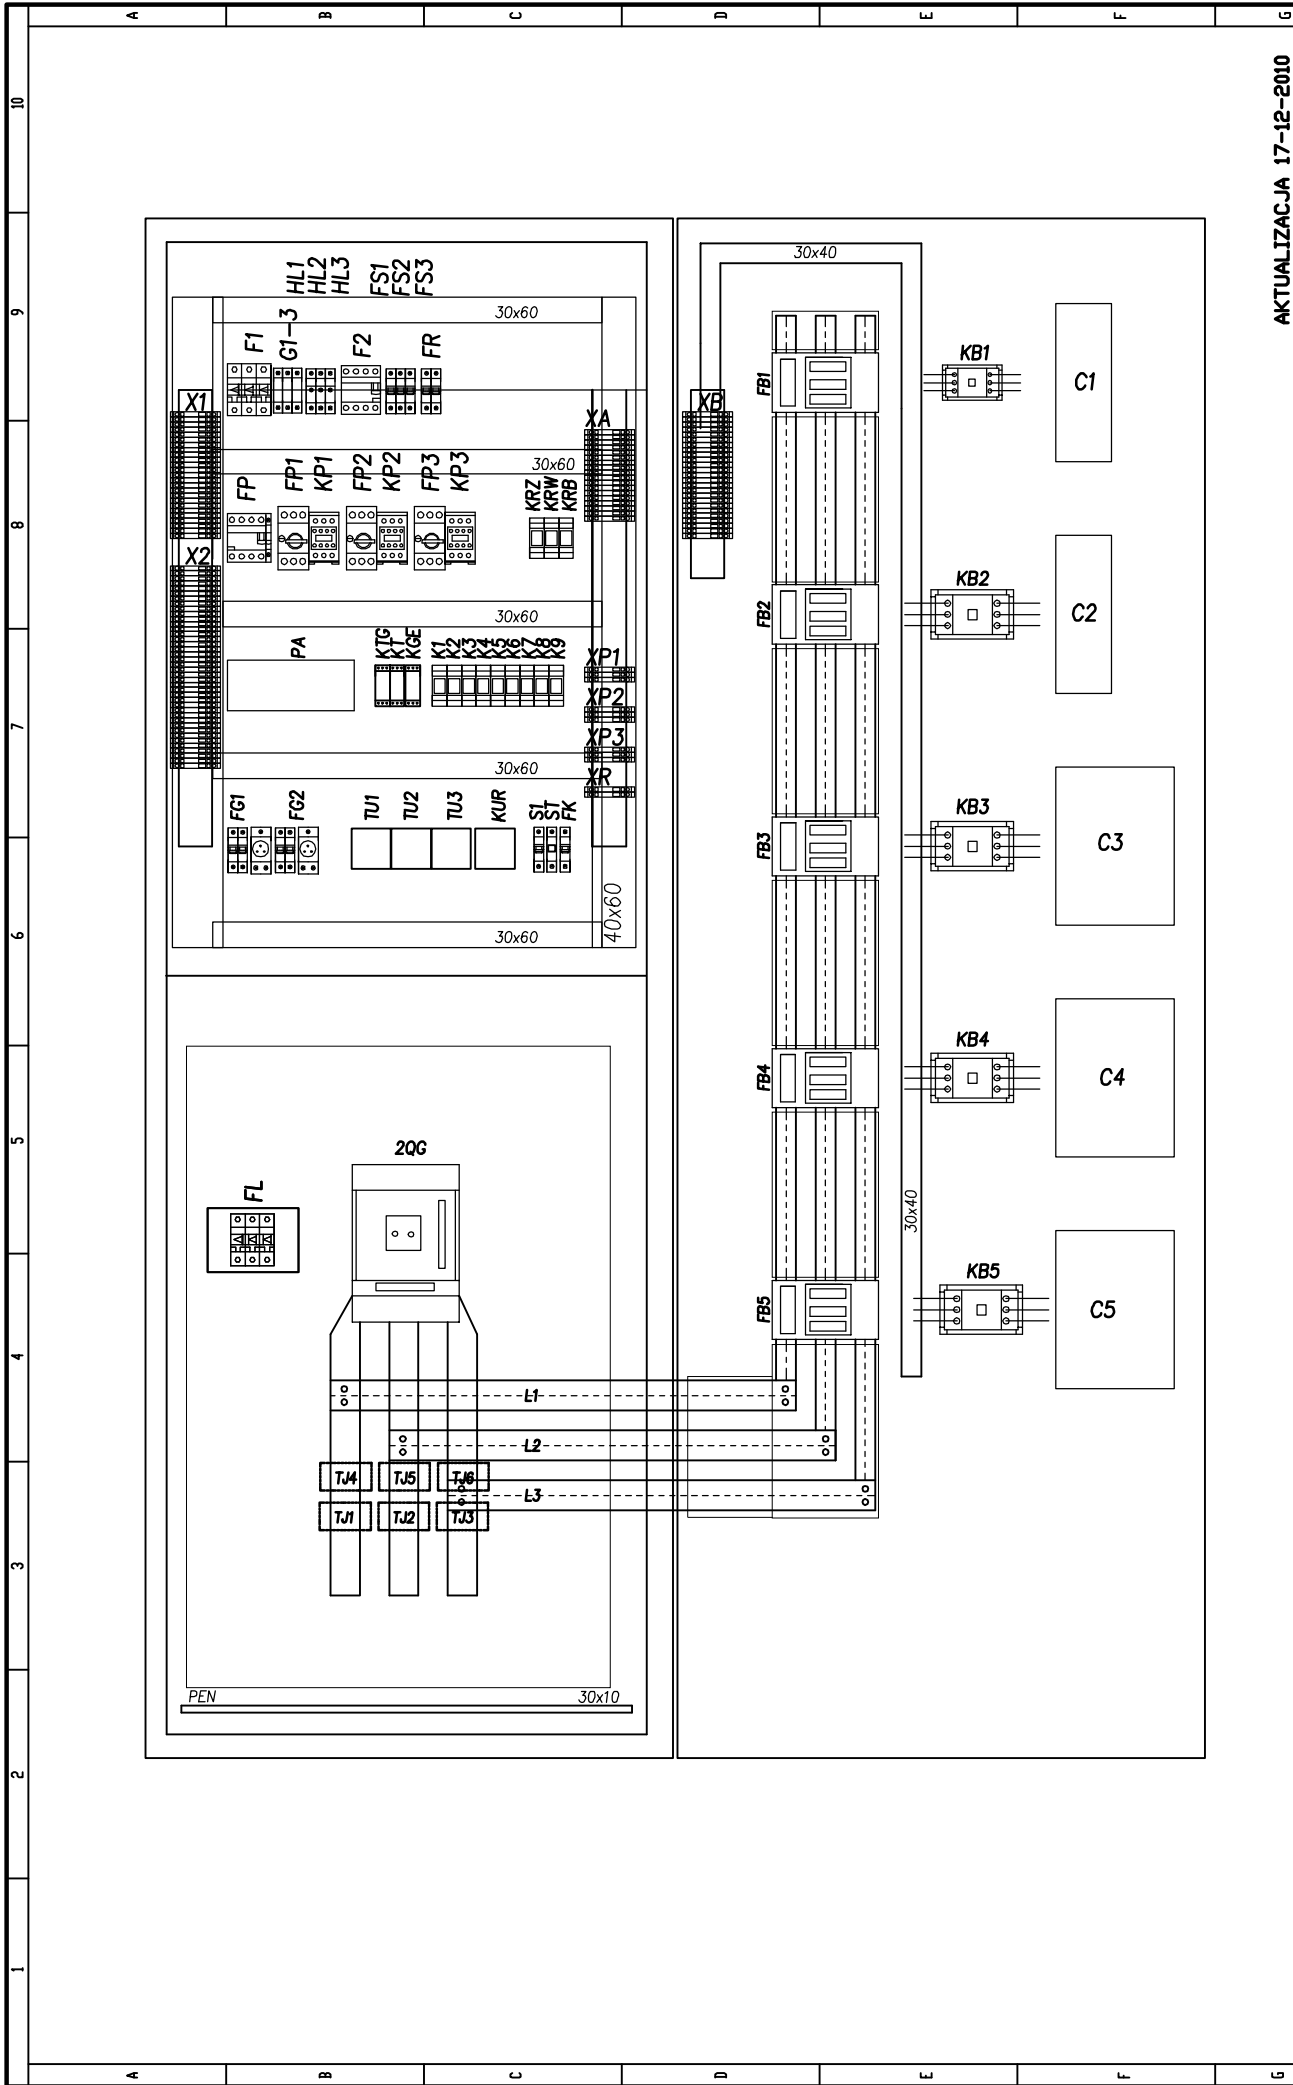 A
B
C
D
E
F
G
10
9
8
7
6
5
4
3
2
1
AKTUALIZACJA 17-12-2010
HL1
HL2
HL3
FS1
FS2
FS3
30x60
F1
G1-3
F2
FR
X1
XA
30x60
FP
FP1
KP1
FP2
KP2
FP3
KP3
KRZ
KRW
KRB
X2
30x60
PA
KTG
KT
KGE
K1
K2
K3
K4
K5
K6
K7
K8
K9
XP1
XP2
XP3
XR
30x60
FG1
FG2
TU1
TU2
TU3
KUR
S1
ST
FK
40x60
30x60
2QG
FL
L1
L2
L3
TJ4
TJ5
TJ6
TJ1
TJ2
TJ3
PEN
30x10
30x40
XB
FB1
KB1
C1
FB2
KB2
C2
FB3
KB3
C3
FB4
KB4
C4
30x40
FB5
KB5
C5
A
B
C
D
E
F
G